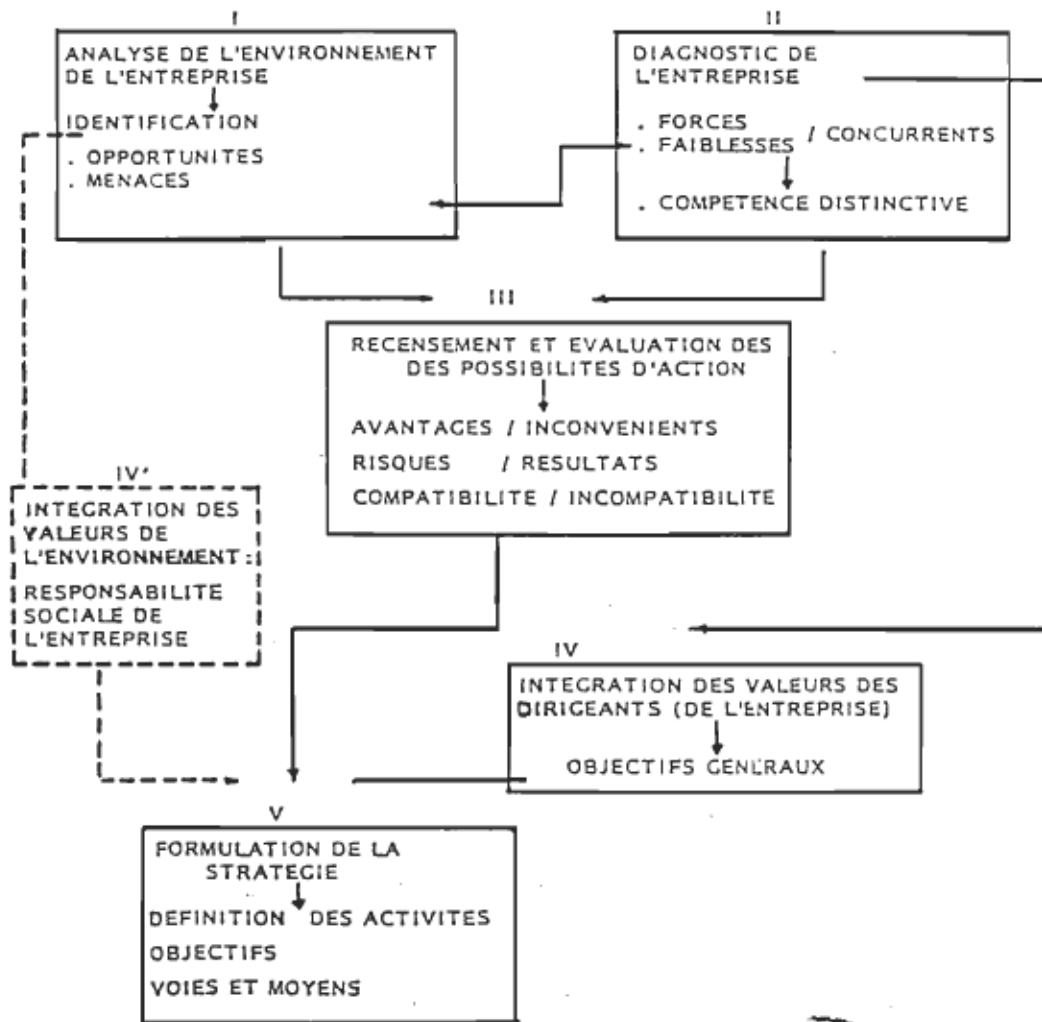 I
ANALYSE DE L'ENVIRONNEMENT
DE L'ENTREPRISE
IDENTIFICATION
. OPPORTUNITES
. MENACES
II
DIAGNOSTIC DE
L'ENTREPRISE
. FORCES
. FAIBLESSES / CONCURRENTS
. COMPETENCE DISTINCTIVE
III
RECENSEMENT ET EVALUATION DES
DES POSSIBILITES D'ACTION
AVANTAGES / INCONVENIENTS
RISQUES / RESULTATS
COMPATIBILITE / INCOMPATIBILITE
IV'
INTEGRATION DES
VALEURS DE
L'ENVIRONNEMENT :
RESPONSABILITE
SOCIALE DE
L'ENTREPRISE
IV
INTEGRATION DES VALEURS DES
DIRIGEANTS (DE L'ENTREPRISE)
OBJECTIFS GENERAUX
V
FORMULATION DE LA
STRATEGIE
DEFINITION DES ACTIVITES
OBJECTIFS
VOIES ET MOYENS